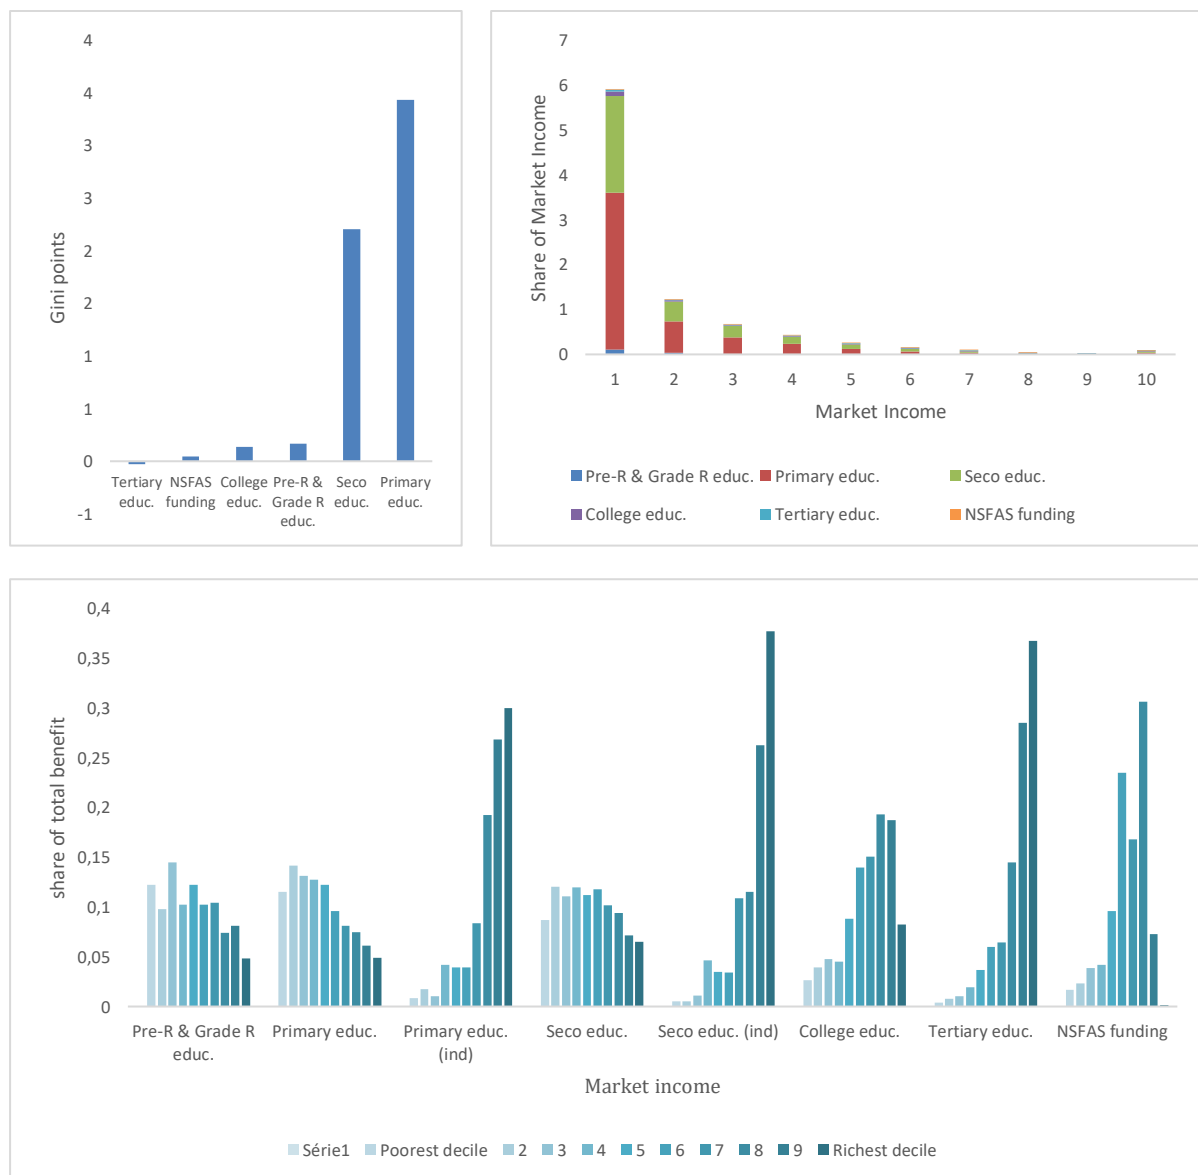 4
4
3
3
2
2
1
1
0
-1
Gini points
Tertiary educ.
NSFAS funding
College educ.
Pre-R & Grade R educ.
Seco educ.
Primary educ.
7
6
5
4
3
2
1
0
Share of Market Income
1 2 3 4 5 6 7 8 9 10
Market Income
Pre-R & Grade R educ. Primary educ. Seco educ.
College educ. Tertiary educ. NSFAS funding
0,4
0,35
0,3
0,25
0,2
0,15
0,1
0,05
0
share of total benefit
Pre-R & Grade R educ.
Primary educ.
Primary educ. (ind)
Seco educ.
Seco educ. (ind)
College educ.
Tertiary educ.
NSFAS funding
Market income
Série1 Poorest decile 2 3 4 5 6 7 8 9 Richest decile